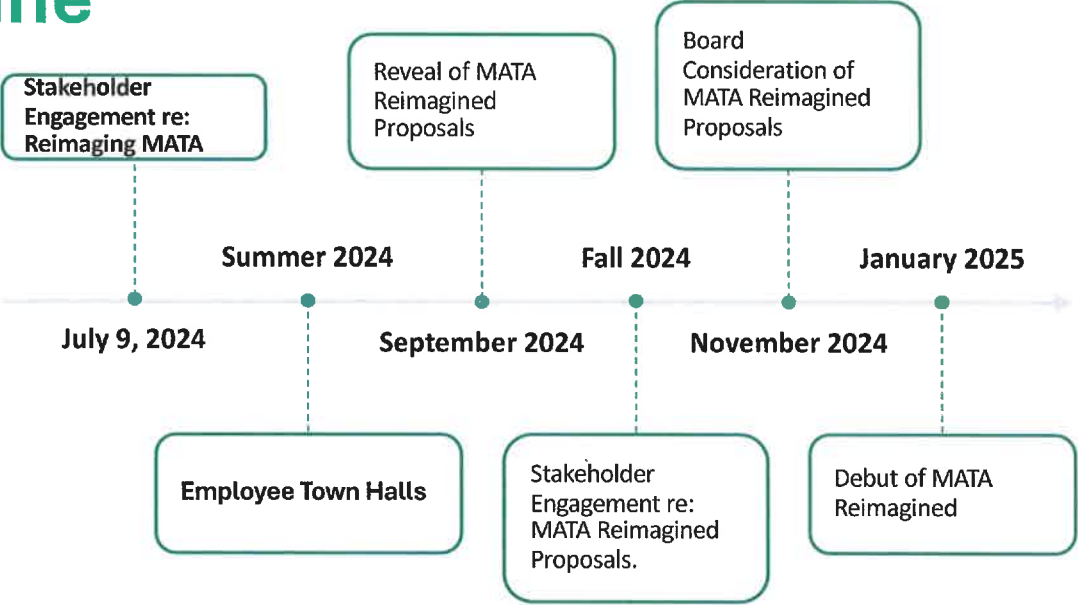 Stakeholder
Engagement re:
Reimaging MATA
Reveal of MATA
Reimagined
Proposals
Board
Consideration of
MATA Reimagined
Proposals
Summer 2024
Fall 2024
January 2025
July 9, 2024
September 2024
November 2024
Employee Town Halls
Stakeholder
Engagement re:
MATA Reimagined
Proposals.
Debut of MATA
Reimagined